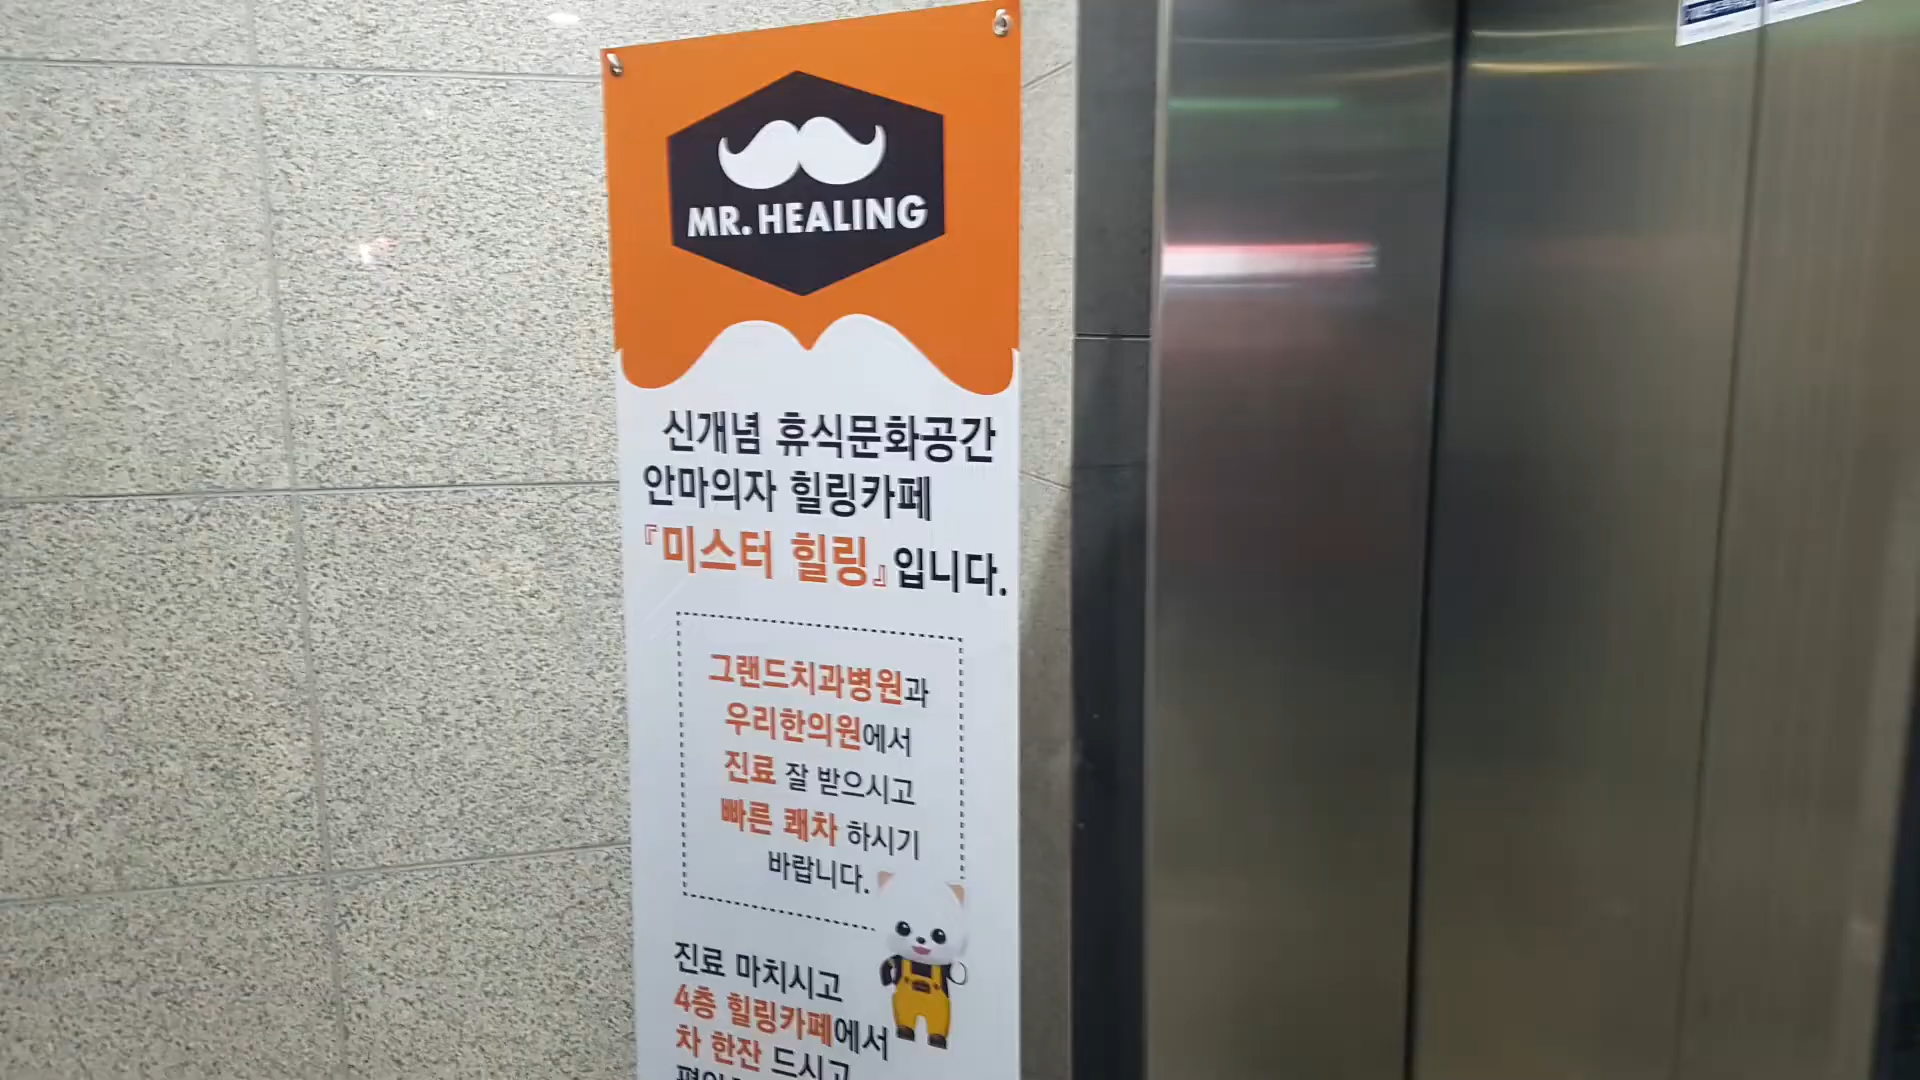 MR. HEALING
신개념 휴식문화공간
안마의자 힐링카페
『미스터 힐링』입니다.
그랜드치과병원과
우리한의원에서
진료 잘 받으시고
빠른 쾌차 하시기
바랍니다.
진료 마치시고
4층 힐링카페에서
차 한잔 드시고